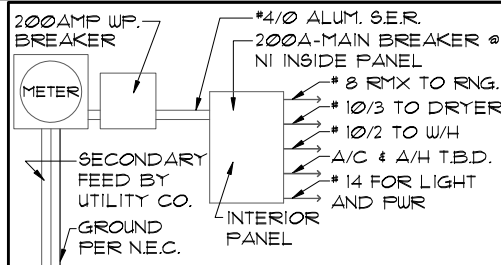 200AMP WP.
BREAKER
METER
#4/0 ALUM. S.E.R.
200A-MAIN BREAKER @
NI INSIDE PANEL
# 8 RMX TO RNG.
# 10/3 TO DRYER
# 10/2 TO W/H
A/C & A/H T.B.D.
# 14 FOR LIGHT
AND PWR
SECONDARY
FEED BY
UTILITY CO.
GROUND
PER N.E.C.
INTERIOR
PANEL